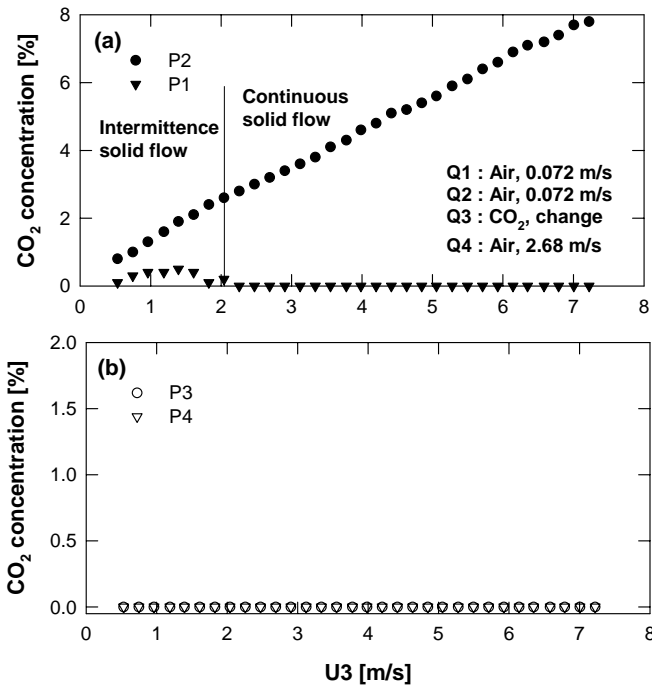 8
(a)
P2
P1
6
Continuous
solid flow
Intermittence
solid flow
4
Q1 : Air, 0.072 m/s
Q2 : Air, 0.072 m/s
Q3 : CO2, change
Q4 : Air, 2.68 m/s
2
0
CO2 concentration [%]
0 1 2 3 4 5 6 7 8
2.0
(b)
P3
P4
1.5
1.0
0.5
0.0
CO2 concentration [%]
0 1 2 3 4 5 6 7 8
U3 [m/s]